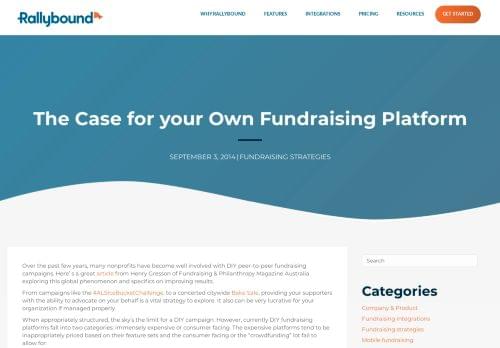 Rallybound
WHY RALLYBOUND
FEATURES
INTEGRATIONS
PRICING
RESOURCES
GET STARTED
The Case for your Own Fundraising Platform
SEPTEMBER 3, 2014 | FUNDRAISING STRATEGIES
Over the past few years, many nonprofits have become well involved with DIY peer-to-peer fundraising
campaigns. Here's a great article from Henry Gresson of Fundraising & Philanthropy Magazine Australia
exploring this global phenomenon and specifics on improving results.
From campaigns like the #ALSIceBucketChallenge, to a concerted citywide Bake Sale, providing your supporters
with the ability to advocate on your behalf is a vital strategy to explore. It also can be very lucrative for your
organization if managed properly
When appropriately structured, the sky's the limit for a DIY campaign. However, currently DIY fundraising
platforms fall into two categories: immensely expensive or consumer facing. The expensive platforms tend to be
inappropriately priced based on their feature sets and the consumer facing or the "crowdfunding" lot fail to
allow for:
Search
Categories
Company & Product
Fundraising Integrations
Fundraising strategies
Mobile fundraising